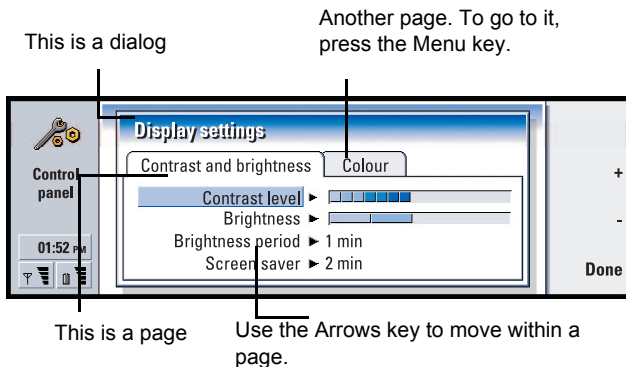 This is a dialog
Another page. To go to it,
press the Menu key.
Display settings
Control
panel
Contrast and brightness
Colour
Contrast level
Brightness
Brightness period 1 min
Screen saver 2 min
01:52 PM
+
-
Done
This is a page
Use the Arrows key to move within a
page.